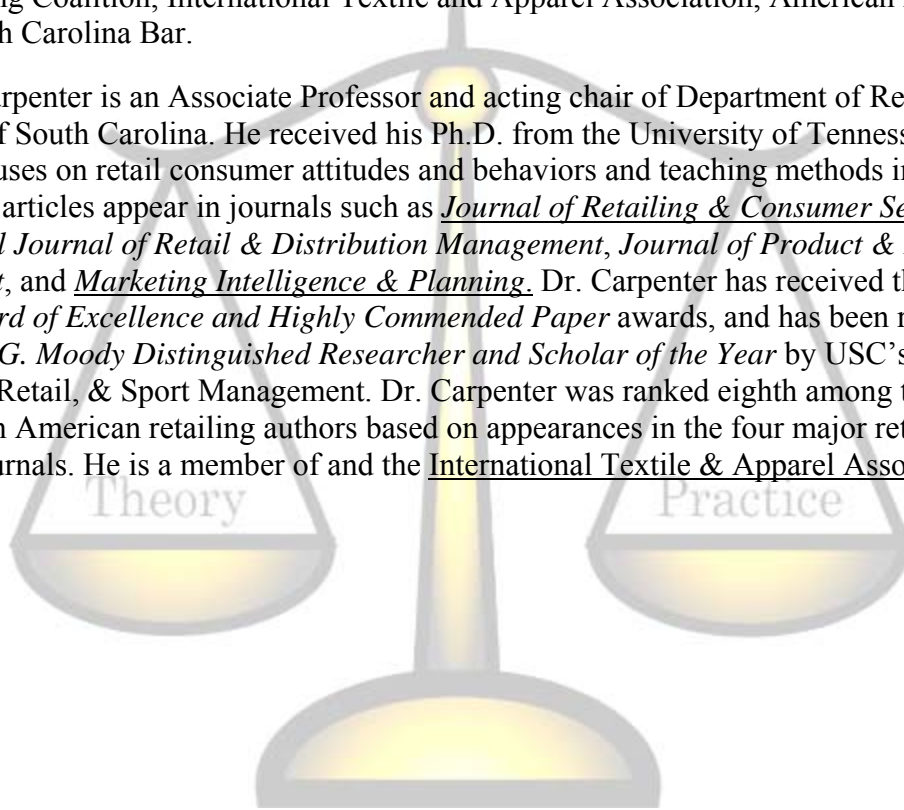 ng Coalition, International Textile and Apparel Association, American
h Carolina Bar.
arpenter is an Associate Professor and acting chair of Department of Re
f South Carolina. He received his Ph.D. from the University of Tenness
uses on retail consumer attitudes and behaviors and teaching methods in
articles appear in journals such as Journal of Retailing & Consumer Se
l Journal of Retail & Distribution Management, Journal of Product &
t, and Marketing Intelligence & Planning. Dr. Carpenter has received th
rd of Excellence and Highly Commended Paper awards, and has been
G. Moody Distinguished Researcher and Scholar of the Year by USC's
Retail, & Sport Management. Dr. Carpenter was ranked eighth among
n American retailing authors based on appearances in the four major ret
urnals. He is a member of and the International Textile & Apparel Asso
Theory Practice